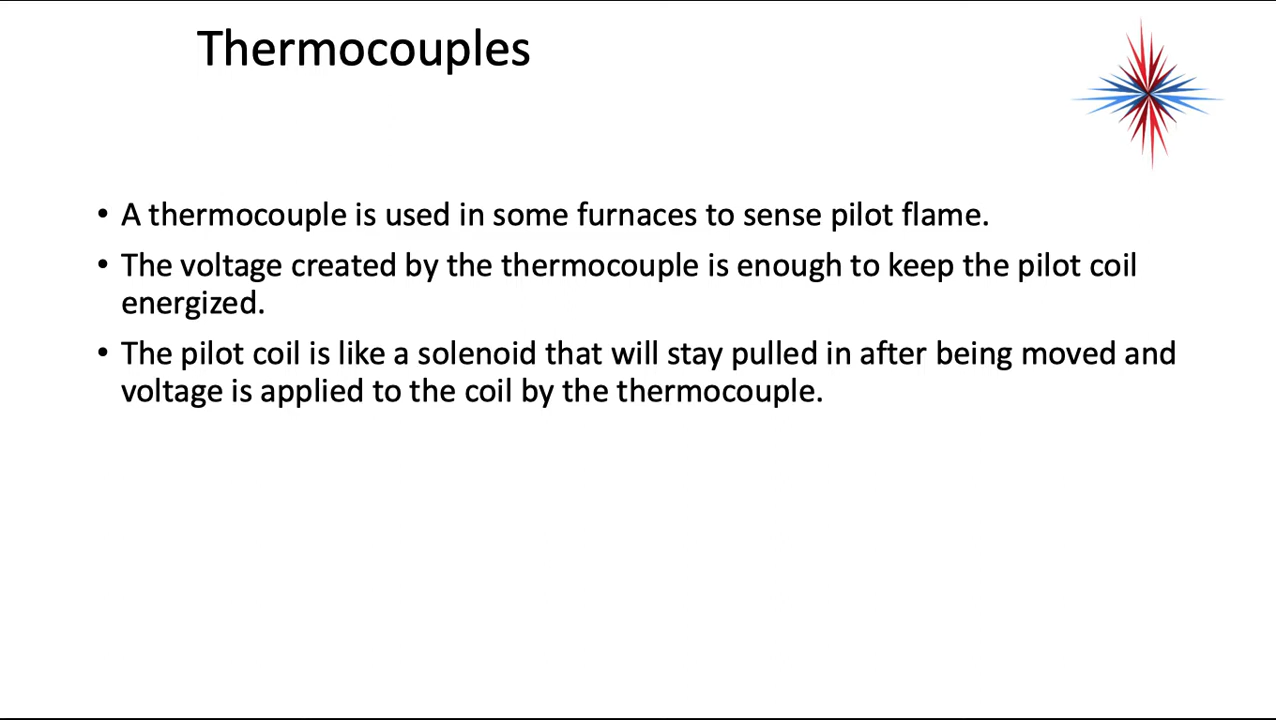 Thermocouples
• A thermocouple is used in some furnaces to sense pilot flame.
• The voltage created by the thermocouple is enough to keep the pilot coil
energized.
• The pilot coil is like a solenoid that will stay pulled in after being moved and
voltage is applied to the coil by the thermocouple.